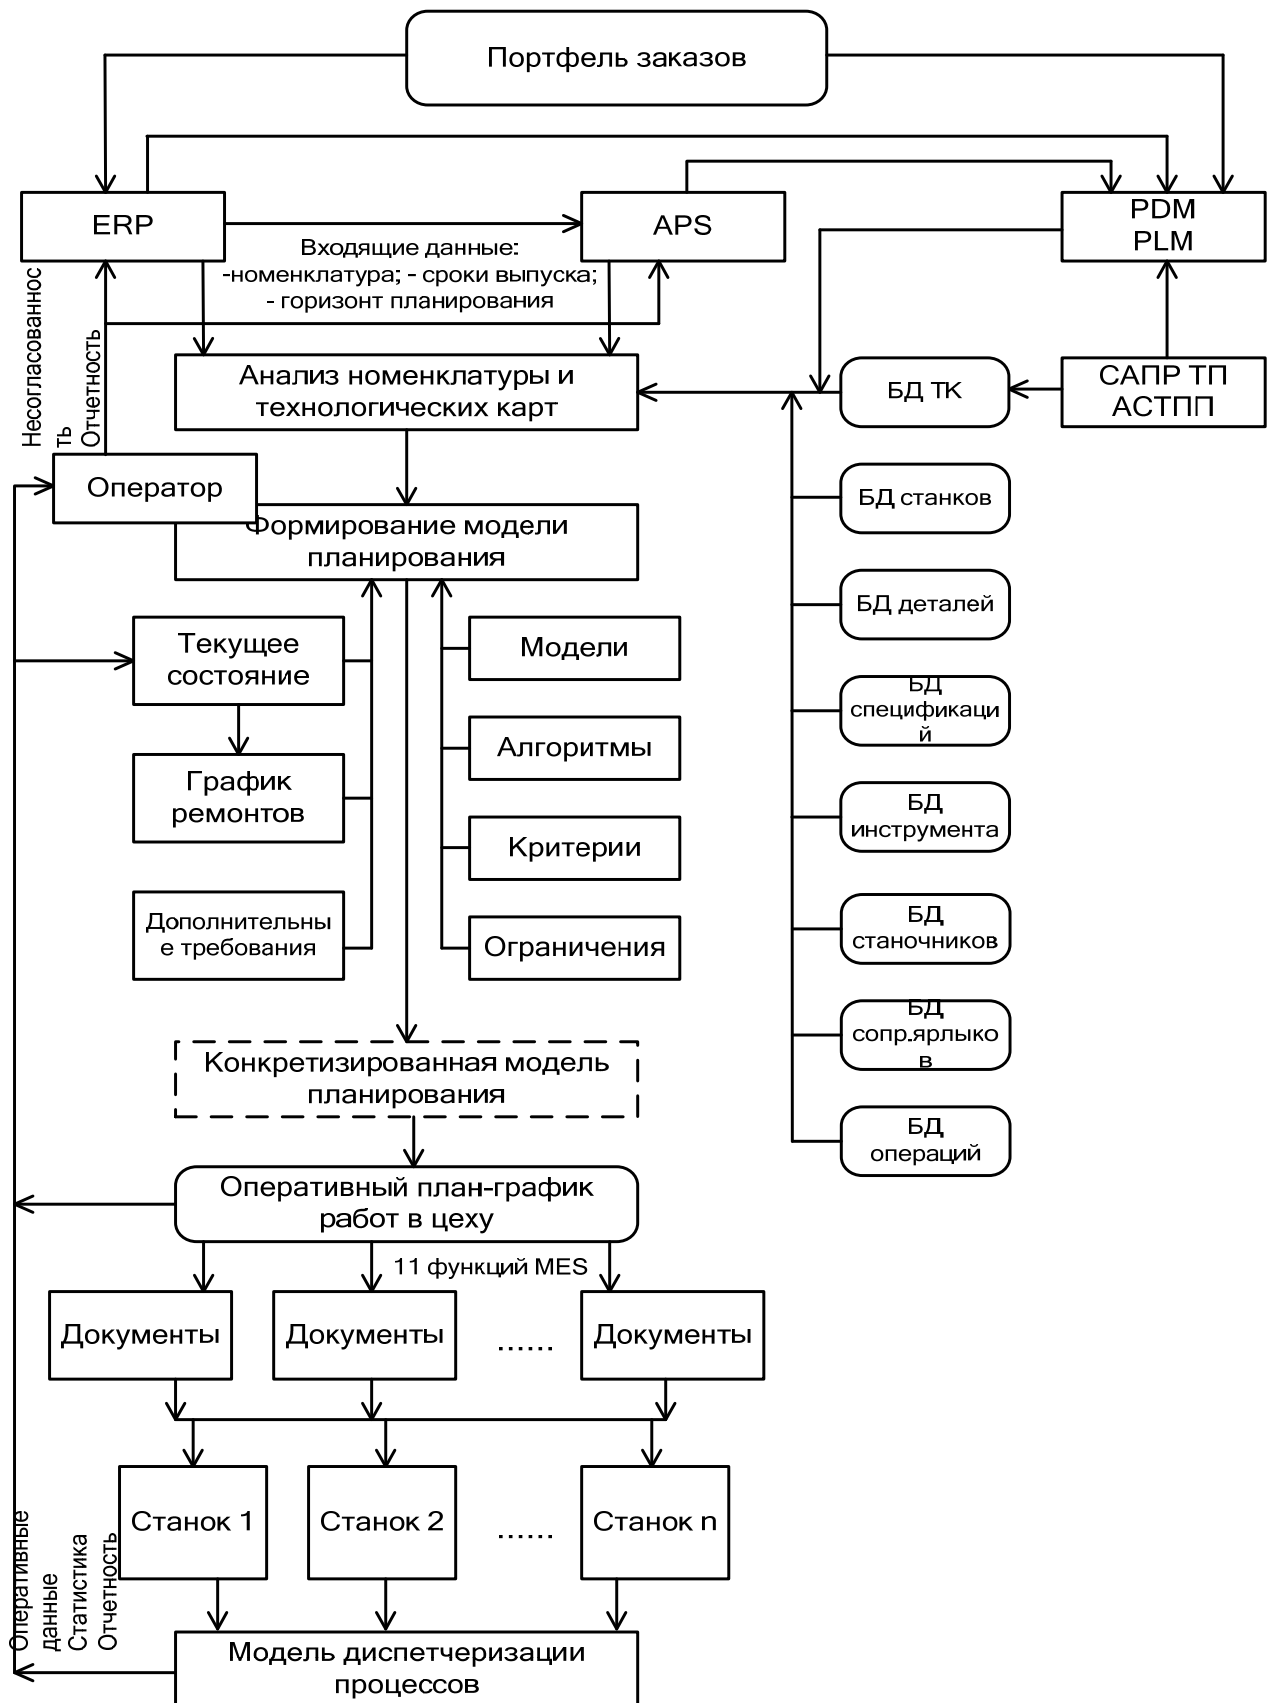 Портфель заказов
ERP
APS
PDM
PLM
Входящие данные:
-номенклатура; - сроки выпуска;
- горизонт планирования
Несогласованнос
ть
Отчетность
Анализ номенклатуры и
технологических карт
БД ТК
САПР ТП
АСТПП
Оператор
Формирование модели
планирования
БД станков
БД деталей
Текущее
состояние
Модели
БД
спецификаци
й
График
ремонтов
Алгоритмы
БД
инструмента
Критерии
Дополнительны
е требования
Ограничения
БД
станочников
БД
сопр.ярлыко
в
Конкретизированная модель
планирования
БД
операций
Оперативный план-график
работ в цеху
11 функций MES
Документы
Документы
......
Документы
Станок 1
Станок 2
......
Станок n
Оперативные
данные
Статистика
Отчетность
Модель диспетчеризации
процессов